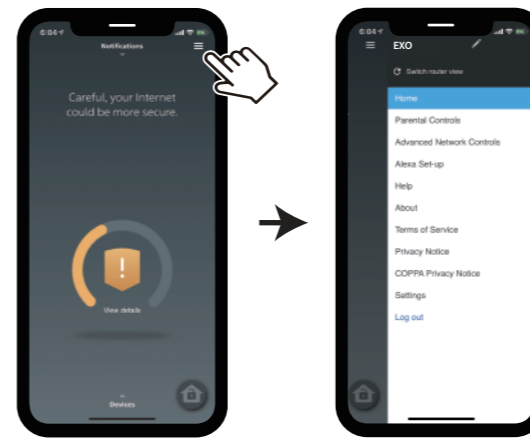 6:04
Notifications
Careful, your Internet
could be more secure.
!
View details
Devices
6:04
EXO
Switch router view
Home
Parental Controls
Advanced Network Controls
Alexa Set-up
Help
About
Terms of Service
Privacy Notice
COPPA Privacy Notice
Settings
Log out